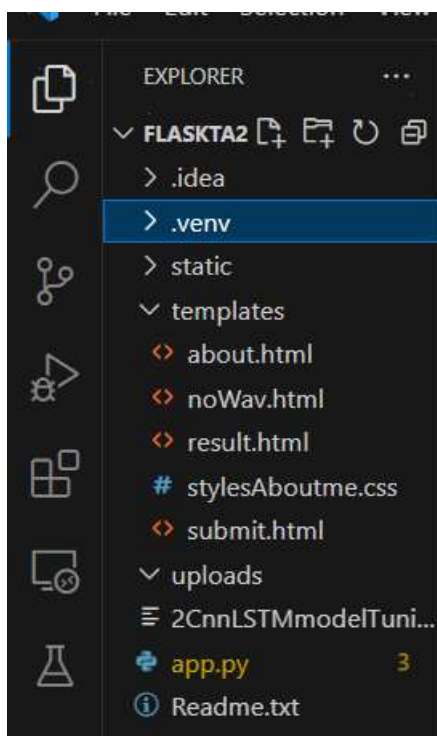 EXPLORER ...
FLASKTA2
.idea
.venv
static
templates
about.html
noWav.html
result.html
# stylesAboutme.css
submit.html
uploads
2CnnLSTMmodelTuni...
app.py 3
Readme.txt